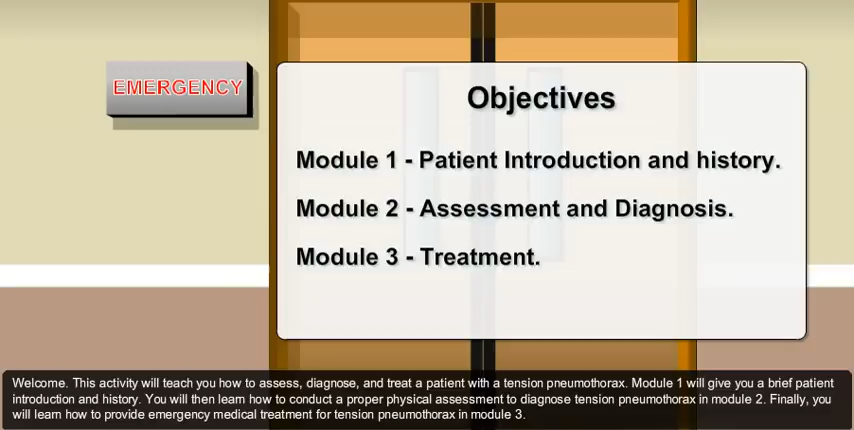 EMERGENCY
Objectives
Module 1 - Patient Introduction and history.
Module 2 - Assessment and Diagnosis.
Module 3 - Treatment.
Welcome. This activity will teach you how to assess, diagnose, and treat a patient with a tension pneumothorax. Module 1 will give you a brief patient
introduction and history. You will then learn how to conduct a proper physical assessment to diagnose tension pneumothorax in module 2. Finally, you
will learn how to provide emergency medical treatment for tension pneumothorax in module 3.